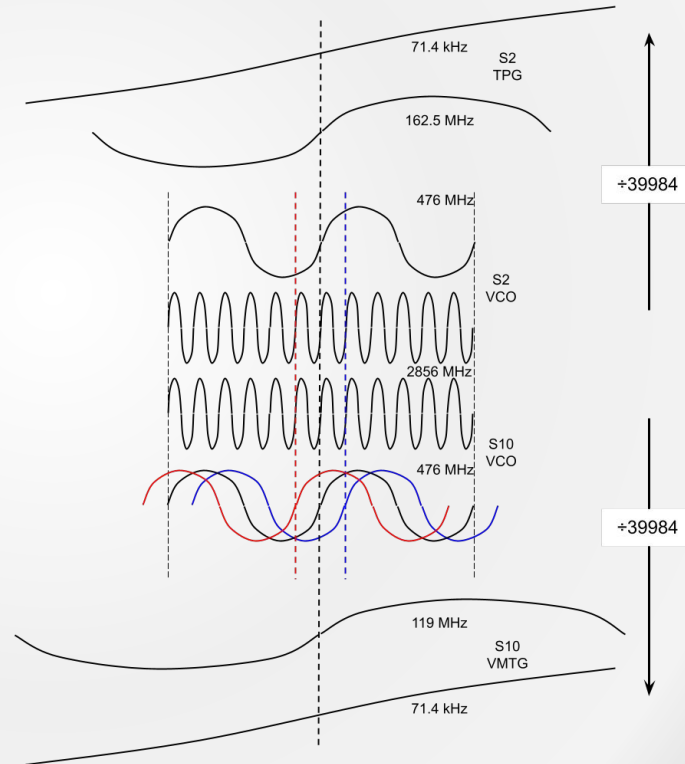 71.4 kHz
S2
TPG
162.5 MHz
÷39984
476 MHz
S2
VCO
2856 MHz
S10
VCO
476 MHz
÷39984
119 MHz
S10
VMTG
71.4 kHz